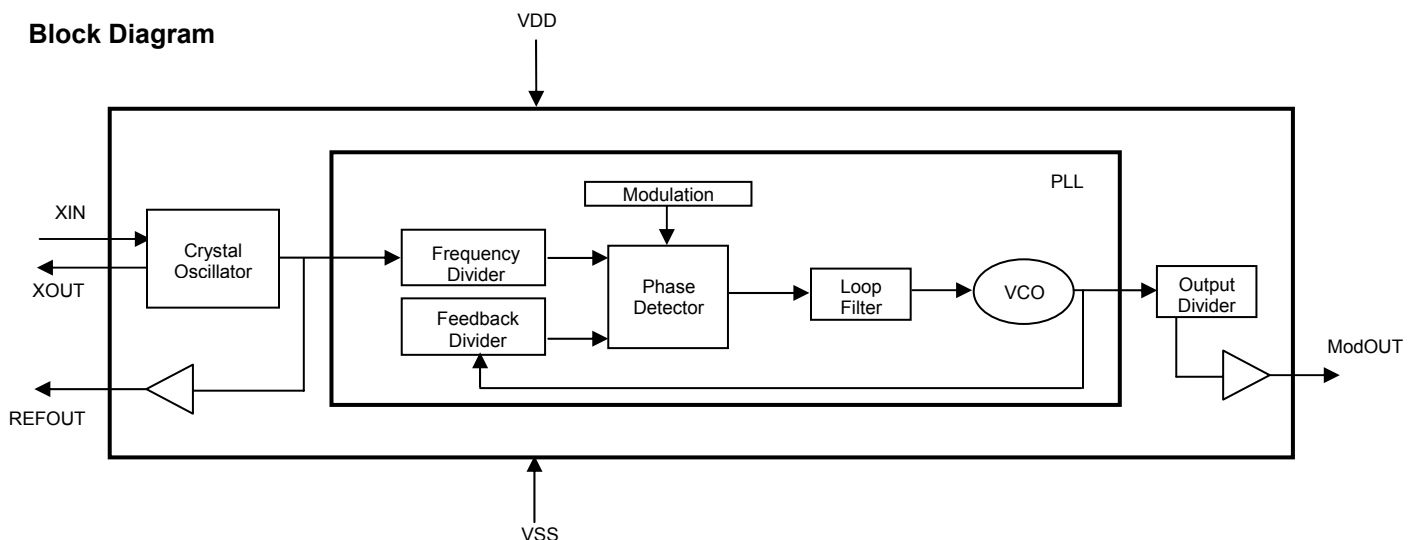 Block Diagram
VDD
PLL
Modulation
XIN
Crystal
Oscillator
XOUT
Frequency
Divider
Feedback
Divider
Phase
Detector
Loop
Filter
VCO
Output
Divider
ModOUT
REFOUT
VSS